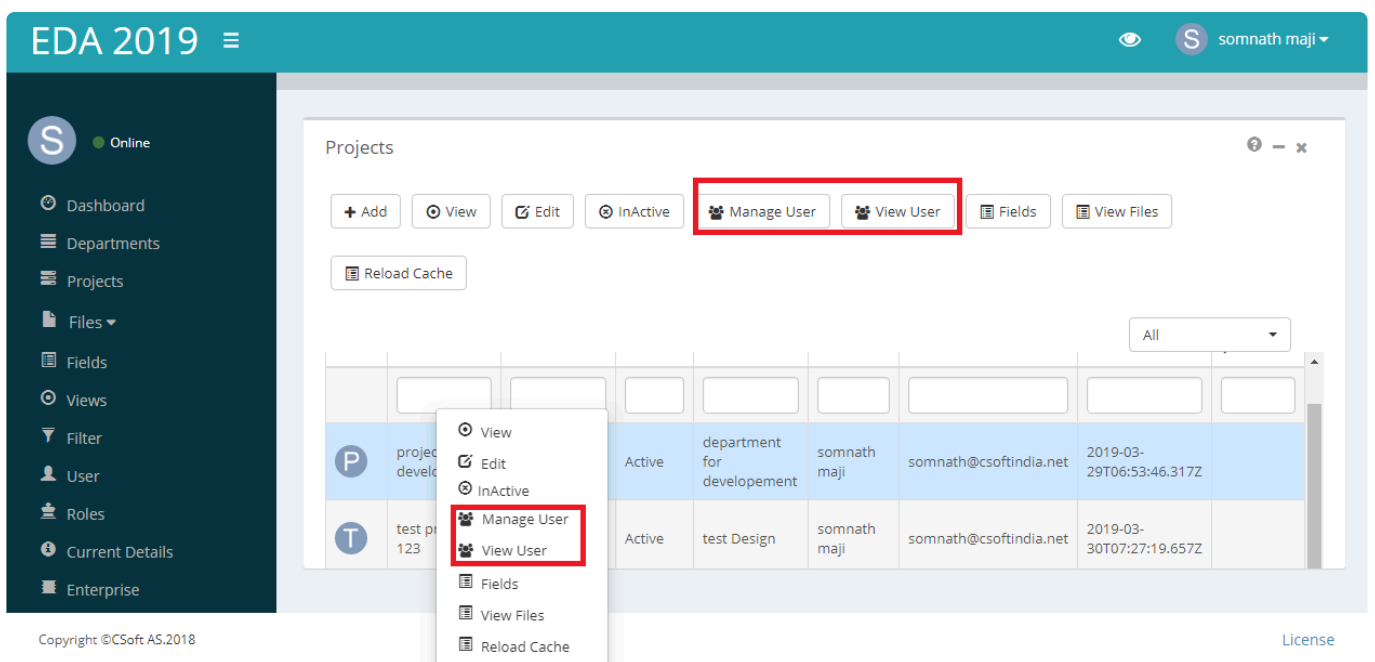 EDA 2019
S somnath maji
S Online
Dashboard
Departments
Projects
Files
Fields
Views
Filter
User
Roles
Current Details
Enterprise
Projects
Add View Edit InActive Manage User View User Fields View Files
Reload Cache
All
P Active department for developement somnath maji somnath@csoftindia.net 2019-03-29T06:53:46.317Z
T test 123 Active test Design somnath maji somnath@csoftindia.net 2019-03-30T07:27:19.657Z
View
Edit
InActive
Manage User
View User
Fields
View Files
Reload Cache
Copyright ©CSoft AS.2018
License